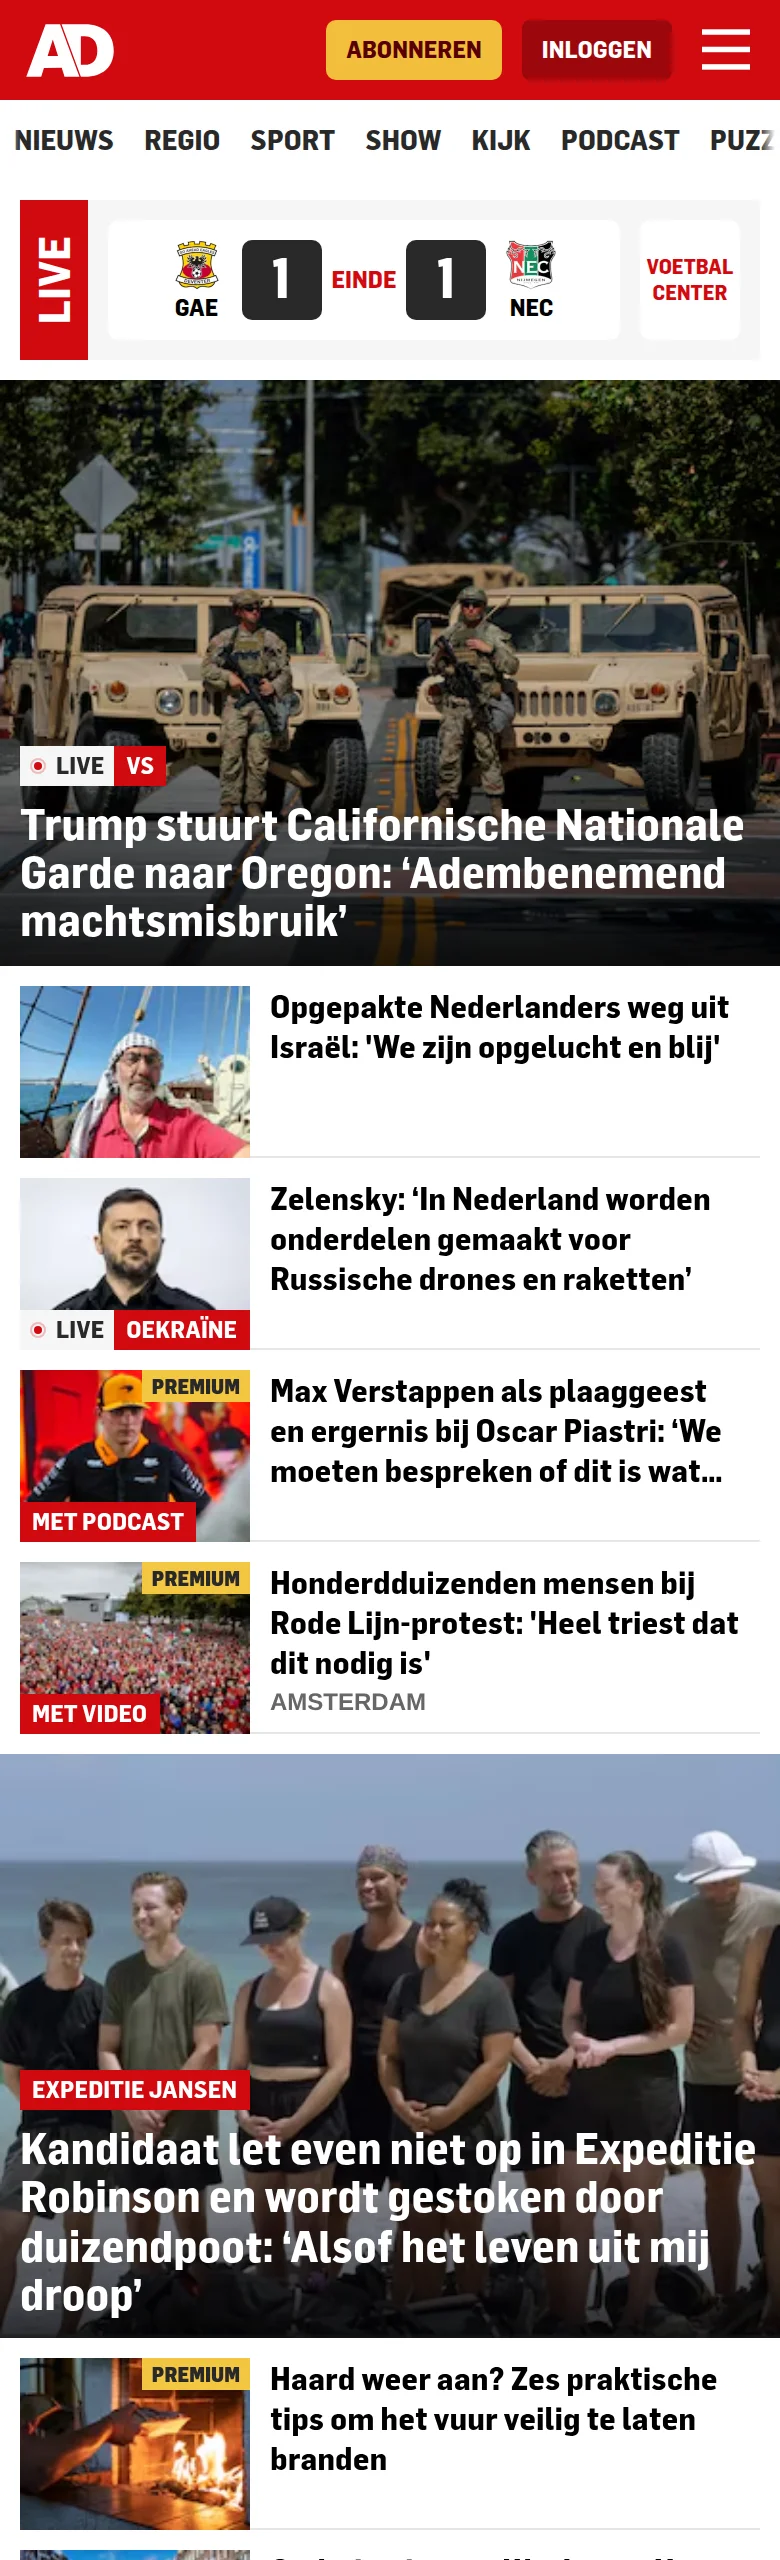 AD
ABONNEREN
INLOGGEN
NIEUWS REGIO SPORT SHOW KIJK PODCAST PUZZ
LIVE
GAE
1
EINDE
1
NEC
VOETBAL
CENTER
LIVE VS
Trump stuurt Californische Nationale
Garde naar Oregon: ‘Adembenemend
machtsmisbruik’
Opgepakte Nederlanders weg uit
Israël: 'We zijn opgelucht en blij'
Zelensky: ‘In Nederland worden
onderdelen gemaakt voor
Russische drones en raketten’
LIVE OEKRAÏNE
PREMIUM
Max Verstappen als plaaggeest
en ergernis bij Oscar Piastri: ‘We
moeten bespreken of dit is wat...
MET PODCAST
PREMIUM
Honderdduizenden mensen bij
Rode Lijn-protest: 'Heel triest dat
dit nodig is'
AMSTERDAM
MET VIDEO
EXPEDITIE JANSEN
Kandidaat let even niet op in Expeditie
Robinson en wordt gestoken door
duizendpoot: ‘Alsof het leven uit mij
droop’
PREMIUM
Haard weer aan? Zes praktische
tips om het vuur veilig te laten
branden